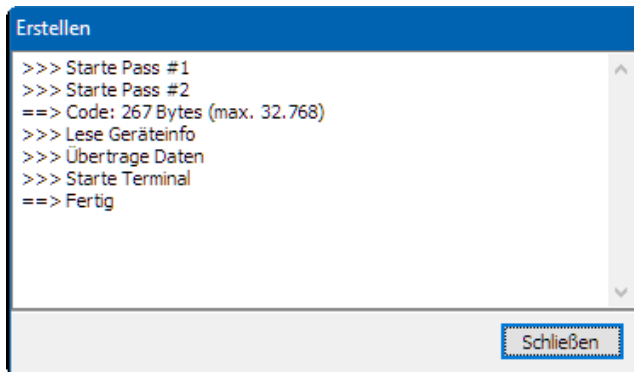 Erstellen
>>> Starte Pass #1
>>> Starte Pass #2
==> Code: 267 Bytes (max. 32.768)
>>> Lese Geräteinfo
>>> Übertrage Daten
>>> Starte Terminal
==> Fertig
Schließen